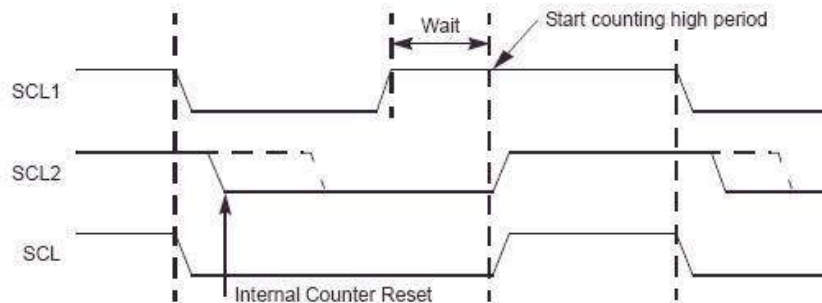 Wait
Start counting high period
SCL1
SCL2
SCL
Internal Counter Reset